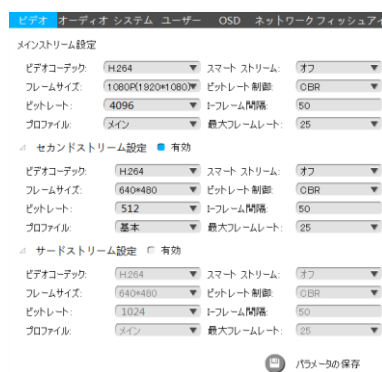 ビデオ オーディオ システム ユーザー OSD ネットワーク フィッシュアイ
メインストリーム設定
ビデオコーデック: H.264 スマート ストリーム: オフ
フレームサイズ: 1080P(1920*1080) ビットレート制御: CBR
ビットレート: 4096 I-フレーム間隔: 50
プロファイル: メイン 最大フレームレート: 25
セカンドストリーム設定 有効
ビデオコーデック: H264 スマート ストリーム: オフ
フレームサイズ: 640*480 ビットレート制御: CBR
ビットレート: 512 I-フレーム間隔: 50
プロファイル: 基本 最大フレームレート: 25
サードストリーム設定 有効
ビデオコーデック: H264 スマート ストリーム: オフ
フレームサイズ: 640*480 ビットレート制御: CBR
ビットレート: 1024 I-フレーム間隔: 50
プロファイル: メイン 最大フレームレート: 25
パラメータの保存